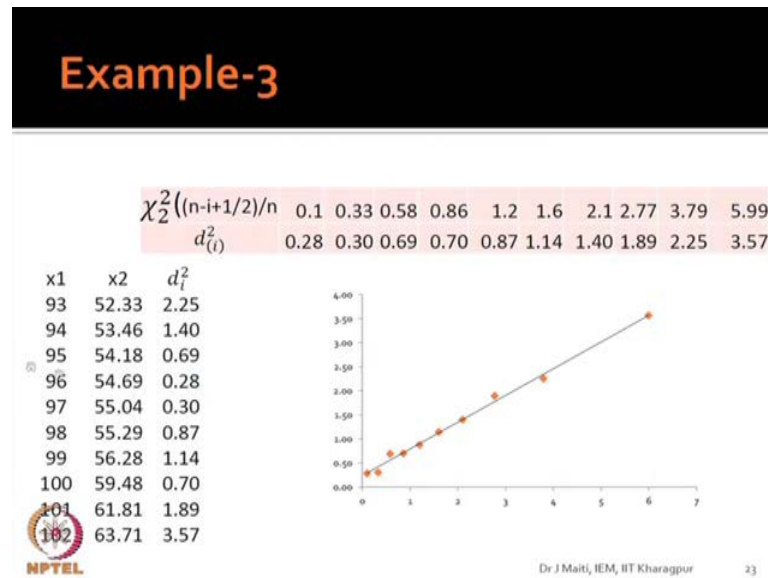 Example-3
χ₂²((n-i+1/2)/n 0.1 0.33 0.58 0.86 1.2 1.6 2.1 2.77 3.79 5.99
d²₍ᵢ₎ 0.28 0.30 0.69 0.70 0.87 1.14 1.40 1.89 2.25 3.57
x1 x2 dᵢ²
93 52.33 2.25
94 53.46 1.40
95 54.18 0.69
96 54.69 0.28
97 55.04 0.30
98 55.29 0.87
99 56.28 1.14
100 59.48 0.70
101 61.81 1.89
102 63.71 3.57
4.00
3.50
3.00
2.50
2.00
1.50
1.00
0.50
0.00
0 1 2 3 4 5 6 7
NPTEL
Dr J Maiti, IEM, IIT Kharagpur 23